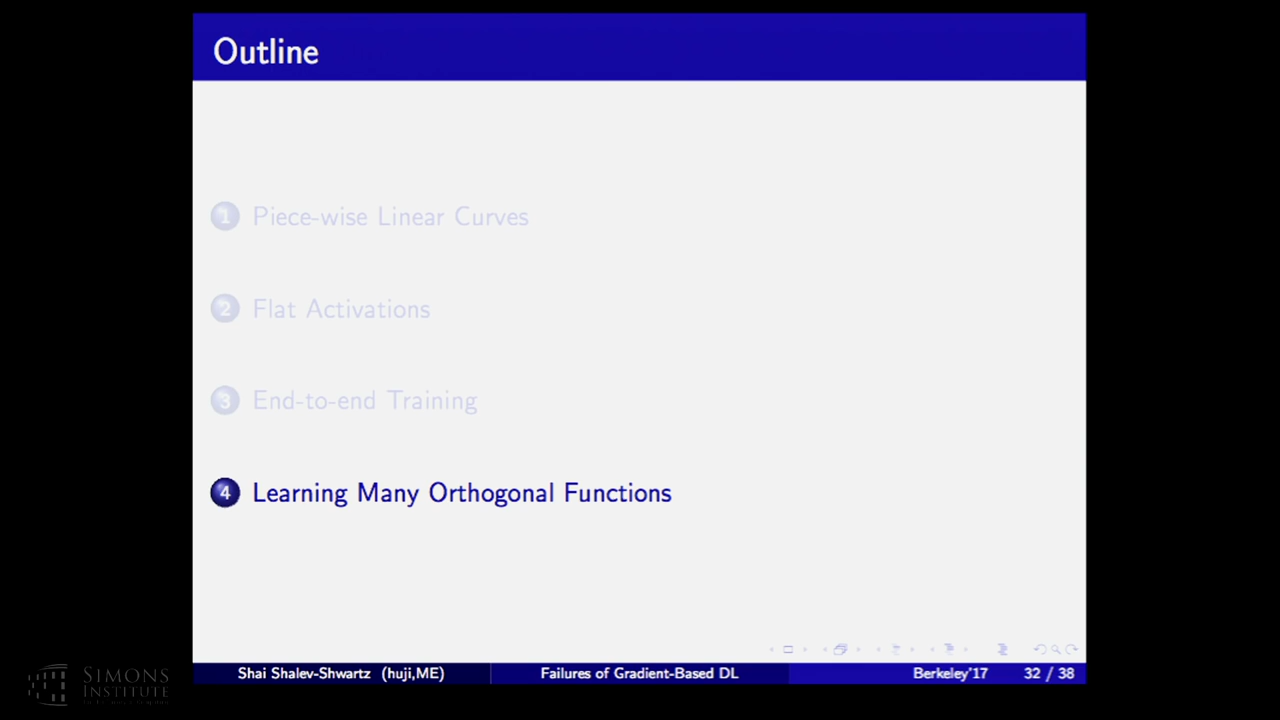 Outline
1 Piece-wise Linear Curves
2 Flat Activations
3 End-to-end Training
4 Learning Many Orthogonal Functions
Shai Shalev-Shwartz (huji,ME) Failures of Gradient-Based DL Berkeley'17 32 / 38
SIMONS
INSTITUTE